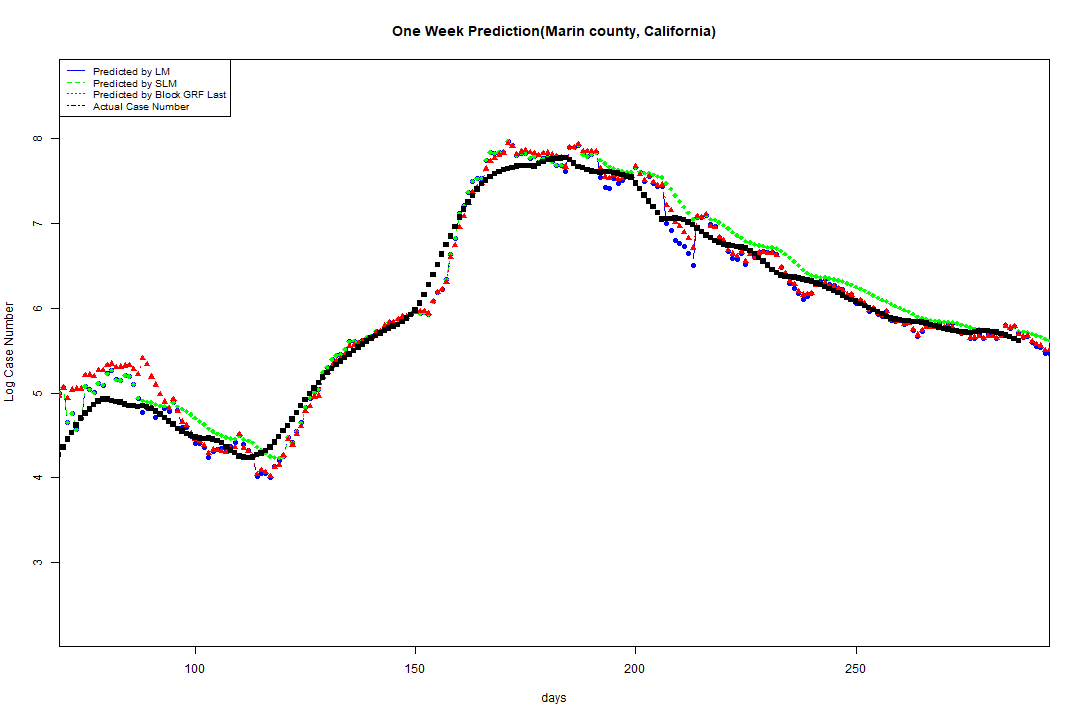 One Week Prediction(Marin county, California)
Predicted by LM
Predicted by SLM
Predicted by Block GRF Last
Actual Case Number
8
7
6
5
4
3
Log Case Number
100 150 200 250
days